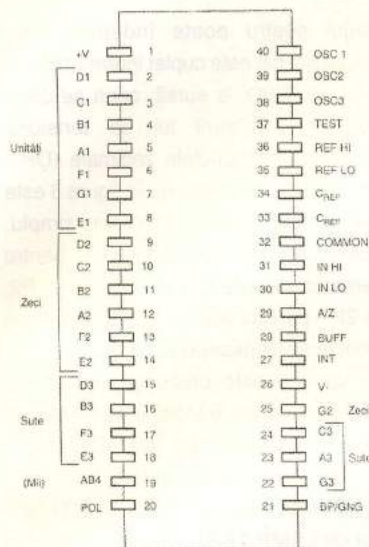 +V 1 40 OSC 1
D1 2 39 OSC2
C1 3 38 OSC3
B1 4 37 TEST
Unități A1 5 36 REF HI
F1 6 35 REF LO
G1 7 34 CREF
E1 8 33 CREF
D2 9 32 COMMON
C2 10 31 IN HI
B2 11 30 IN LO
Zeci A2 12 29 A/Z
F2 13 28 BUFF
E2 14 27 INT
D3 15 26 V-
B3 16 25 G2 Zeci
Sute F3 17 24 C3
E3 18 23 A3 Sute
(Mii) AB4 19 22 G3
POL 20 21 BP/GNG